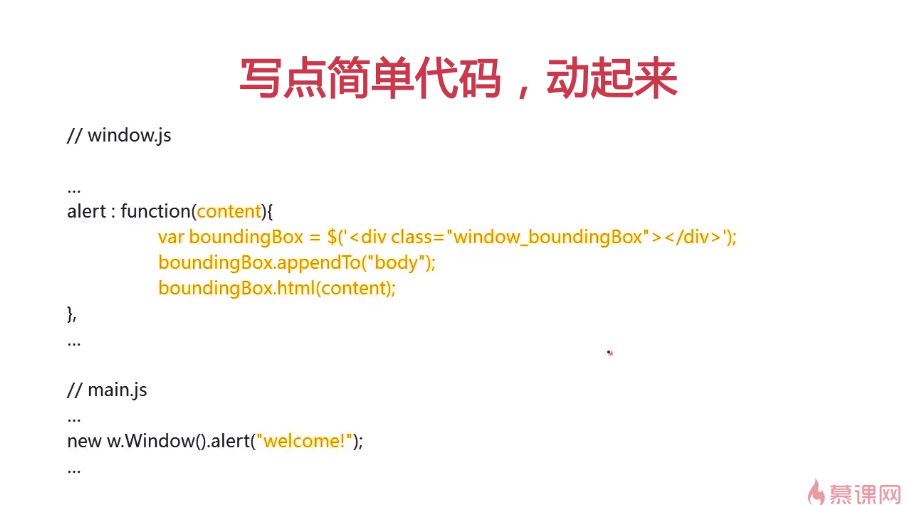 写点简单代码，动起来
// window.js
...
alert : function(content){
var boundingBox = $('<div class="window_boundingBox"></div>');
boundingBox.appendTo("body");
boundingBox.html(content);
},
...
// main.js
...
new w.Window().alert("welcome!");
...
慕课网